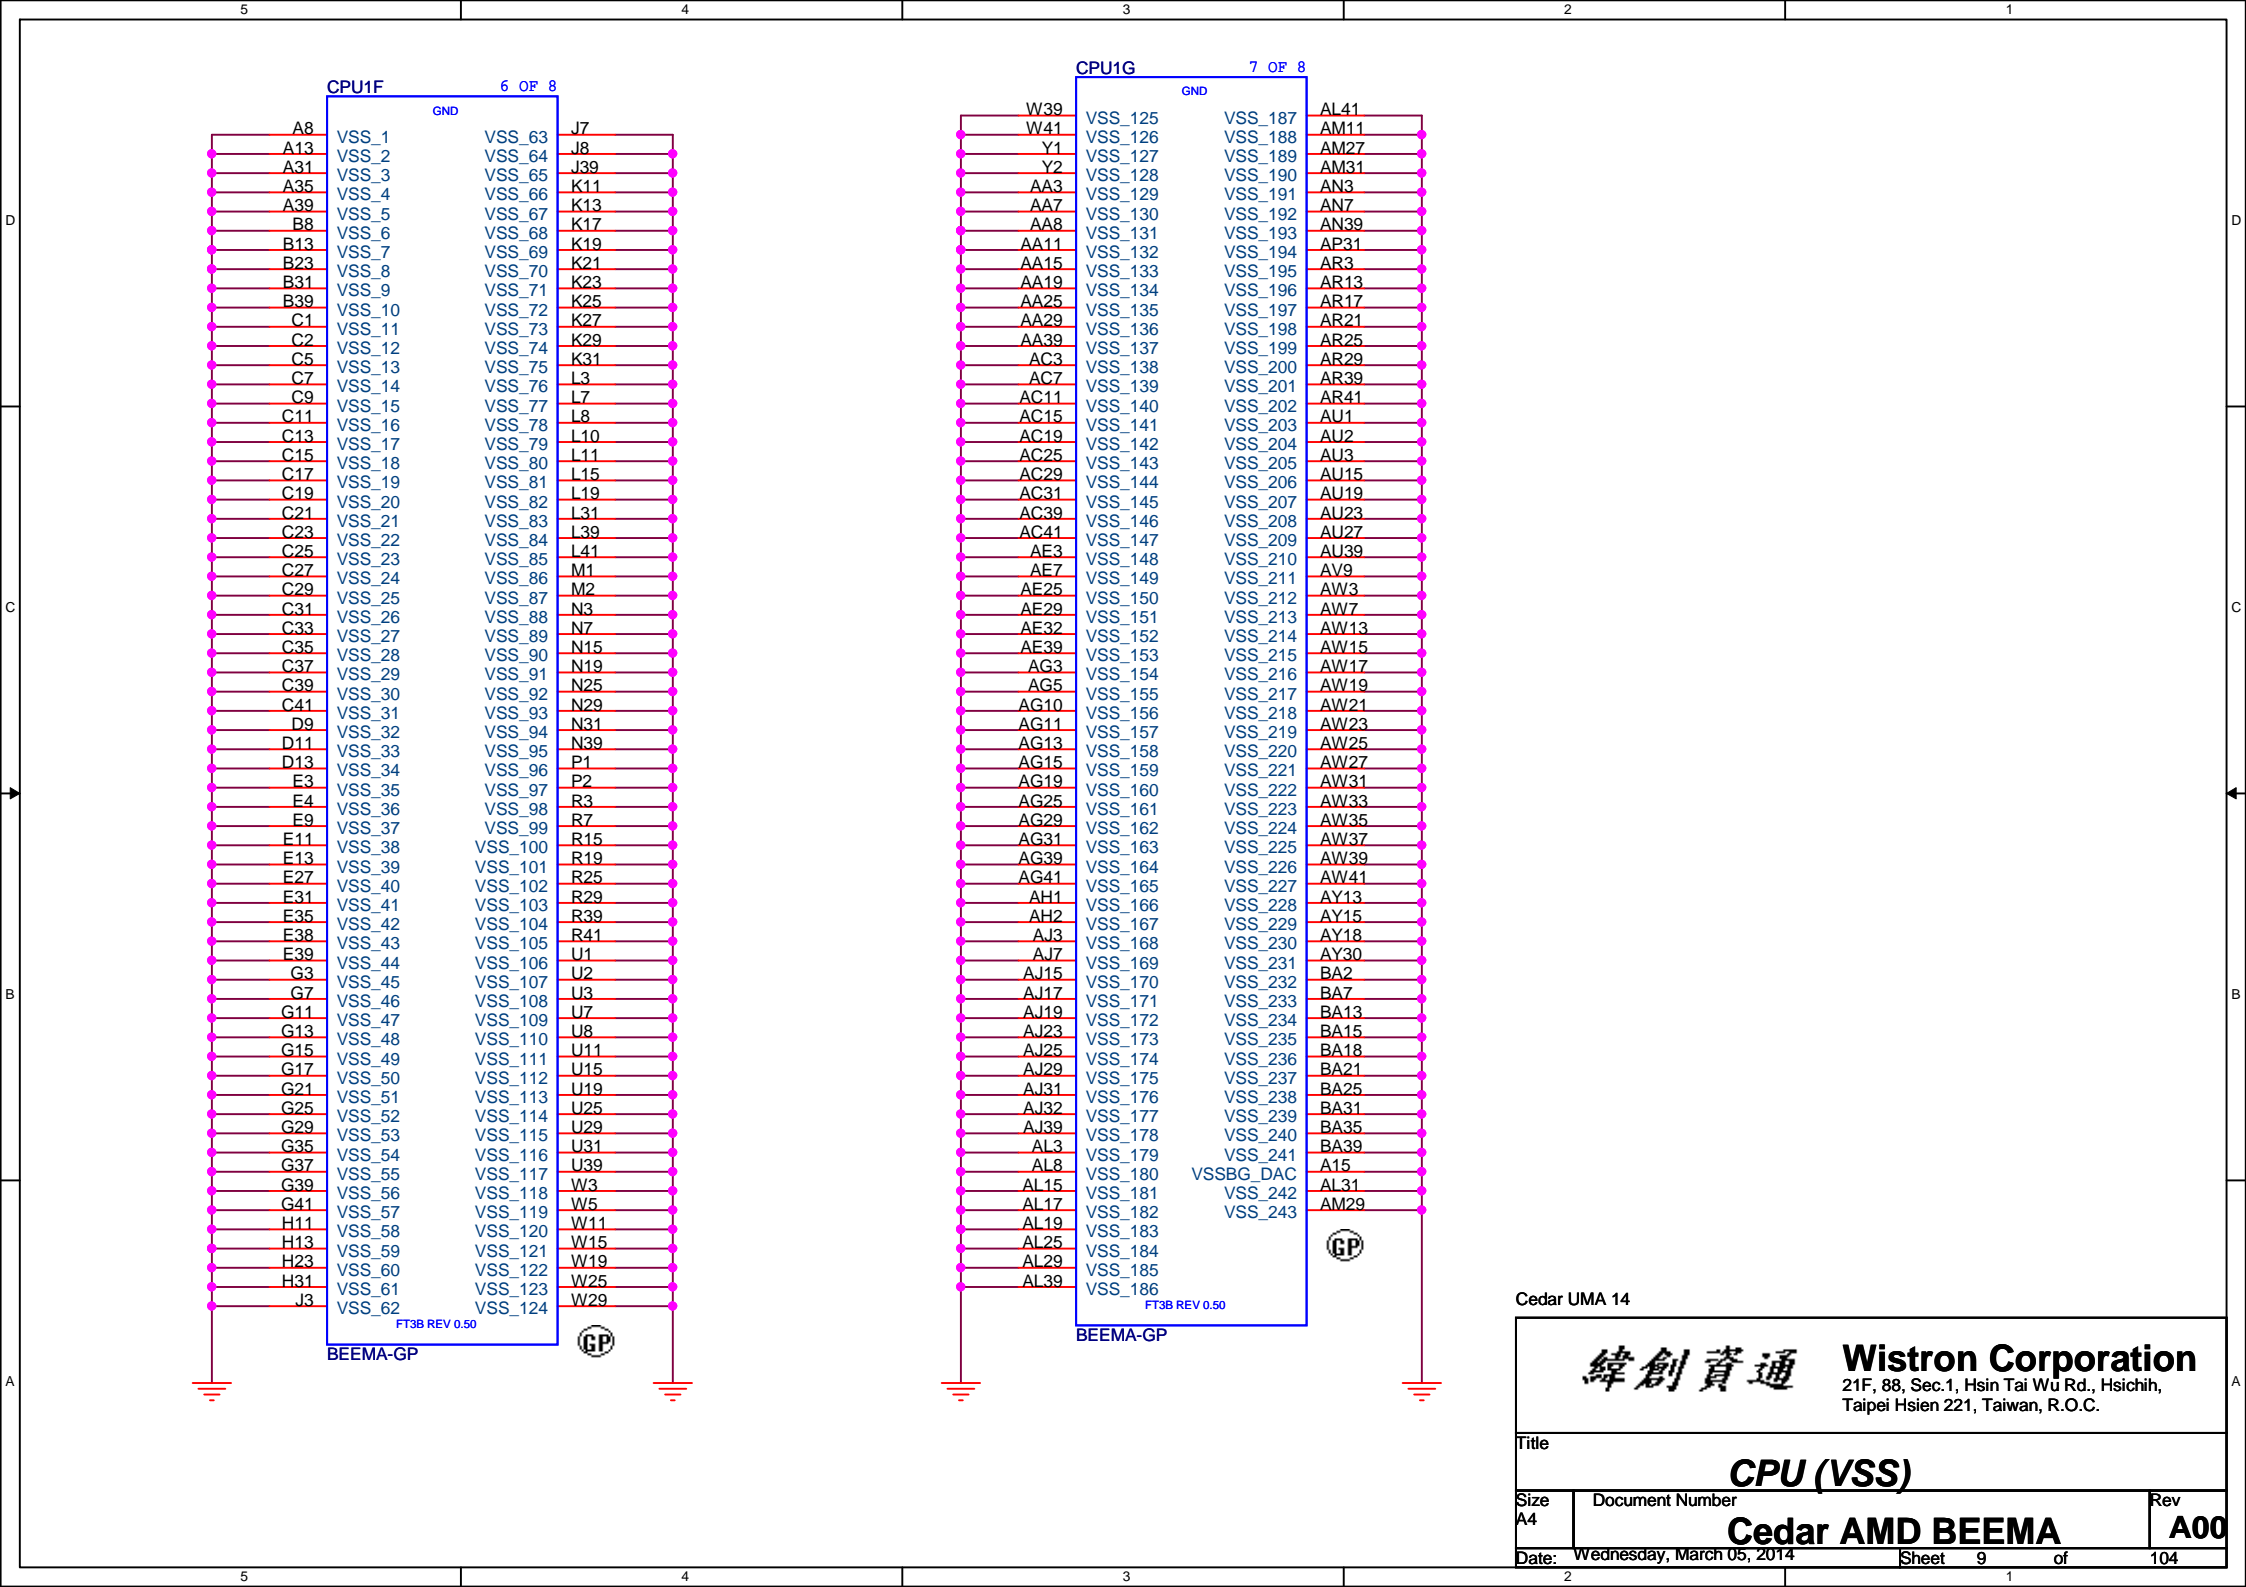 5 4 3 2 1
CPU1F 6 OF 8
GND
A8 VSS_1 VSS_63 J7
A13 VSS_2 VSS_64 J8
A31 VSS_3 VSS_65 J39
A35 VSS_4 VSS_66 K11
A39 VSS_5 VSS_67 K13
B8 VSS_6 VSS_68 K17
B13 VSS_7 VSS_69 K19
B23 VSS_8 VSS_70 K21
B31 VSS_9 VSS_71 K23
B39 VSS_10 VSS_72 K25
C1 VSS_11 VSS_73 K27
C2 VSS_12 VSS_74 K29
C5 VSS_13 VSS_75 K31
C7 VSS_14 VSS_76 L3
C9 VSS_15 VSS_77 L7
C11 VSS_16 VSS_78 L8
C13 VSS_17 VSS_79 L10
C15 VSS_18 VSS_80 L11
C17 VSS_19 VSS_81 L15
C19 VSS_20 VSS_82 L19
C21 VSS_21 VSS_83 L31
C23 VSS_22 VSS_84 L39
C25 VSS_23 VSS_85 L41
C27 VSS_24 VSS_86 M1
C29 VSS_25 VSS_87 M2
C31 VSS_26 VSS_88 N3
C33 VSS_27 VSS_89 N7
C35 VSS_28 VSS_90 N15
C37 VSS_29 VSS_91 N19
C39 VSS_30 VSS_92 N25
C41 VSS_31 VSS_93 N29
D9 VSS_32 VSS_94 N31
D11 VSS_33 VSS_95 N39
D13 VSS_34 VSS_96 P1
E3 VSS_35 VSS_97 P2
E4 VSS_36 VSS_98 R3
E9 VSS_37 VSS_99 R7
E11 VSS_38 VSS_100 R15
E13 VSS_39 VSS_101 R19
E27 VSS_40 VSS_102 R25
E31 VSS_41 VSS_103 R29
E35 VSS_42 VSS_104 R39
E38 VSS_43 VSS_105 R41
E39 VSS_44 VSS_106 U1
G3 VSS_45 VSS_107 U2
G7 VSS_46 VSS_108 U3
G11 VSS_47 VSS_109 U7
G13 VSS_48 VSS_110 U8
G15 VSS_49 VSS_111 U11
G17 VSS_50 VSS_112 U15
G21 VSS_51 VSS_113 U19
G25 VSS_52 VSS_114 U25
G29 VSS_53 VSS_115 U29
G35 VSS_54 VSS_116 U31
G37 VSS_55 VSS_117 U39
G39 VSS_56 VSS_118 W3
G41 VSS_57 VSS_119 W5
H11 VSS_58 VSS_120 W11
H13 VSS_59 VSS_121 W15
H23 VSS_60 VSS_122 W19
H31 VSS_61 VSS_123 W25
J3 VSS_62 VSS_124 W29
FT3B REV 0.50
BEEMA-GP
GP
CPU1G 7 OF 8
GND
W39 VSS_125 VSS_187 AL41
W41 VSS_126 VSS_188 AM11
Y1 VSS_127 VSS_189 AM27
Y2 VSS_128 VSS_190 AM31
AA3 VSS_129 VSS_191 AN3
AA7 VSS_130 VSS_192 AN7
AA8 VSS_131 VSS_193 AN39
AA11 VSS_132 VSS_194 AP31
AA15 VSS_133 VSS_195 AR3
AA19 VSS_134 VSS_196 AR13
AA25 VSS_135 VSS_197 AR17
AA29 VSS_136 VSS_198 AR21
AA39 VSS_137 VSS_199 AR25
AC3 VSS_138 VSS_200 AR29
AC7 VSS_139 VSS_201 AR39
AC11 VSS_140 VSS_202 AR41
AC15 VSS_141 VSS_203 AU1
AC19 VSS_142 VSS_204 AU2
AC25 VSS_143 VSS_205 AU3
AC29 VSS_144 VSS_206 AU15
AC31 VSS_145 VSS_207 AU19
AC39 VSS_146 VSS_208 AU23
AC41 VSS_147 VSS_209 AU27
AE3 VSS_148 VSS_210 AU39
AE7 VSS_149 VSS_211 AV9
AE25 VSS_150 VSS_212 AW3
AE29 VSS_151 VSS_213 AW7
AE32 VSS_152 VSS_214 AW13
AE39 VSS_153 VSS_215 AW15
AG3 VSS_154 VSS_216 AW17
AG5 VSS_155 VSS_217 AW19
AG10 VSS_156 VSS_218 AW21
AG11 VSS_157 VSS_219 AW23
AG13 VSS_158 VSS_220 AW25
AG15 VSS_159 VSS_221 AW27
AG19 VSS_160 VSS_222 AW31
AG25 VSS_161 VSS_223 AW33
AG29 VSS_162 VSS_224 AW35
AG31 VSS_163 VSS_225 AW37
AG39 VSS_164 VSS_226 AW39
AG41 VSS_165 VSS_227 AW41
AH1 VSS_166 VSS_228 AY13
AH2 VSS_167 VSS_229 AY15
AJ3 VSS_168 VSS_230 AY18
AJ7 VSS_169 VSS_231 AY30
AJ15 VSS_170 VSS_232 BA2
AJ17 VSS_171 VSS_233 BA7
AJ19 VSS_172 VSS_234 BA13
AJ23 VSS_173 VSS_235 BA15
AJ25 VSS_174 VSS_236 BA18
AJ29 VSS_175 VSS_237 BA21
AJ31 VSS_176 VSS_238 BA25
AJ32 VSS_177 VSS_239 BA31
AJ39 VSS_178 VSS_240 BA35
AL3 VSS_179 VSS_241 BA39
AL8 VSS_180 VSSBG_DAC A15
AL15 VSS_181 VSS_242 AL31
AL17 VSS_182 VSS_243 AM29
AL19 VSS_183
AL25 VSS_184
AL29 VSS_185
AL39 VSS_186
FT3B REV 0.50
BEEMA-GP
GP
D D
C C
B B
A A
Cedar UMA 14
緯創資通
Wistron Corporation
21F, 88, Sec.1, Hsin Tai Wu Rd., Hsichih,
Taipei Hsien 221, Taiwan, R.O.C.
Title
CPU (VSS)
Size Document Number Rev
A4 Cedar AMD BEEMA A00
Date: Wednesday, March 05, 2014 Sheet 9 of 104
5 4 3 2 1